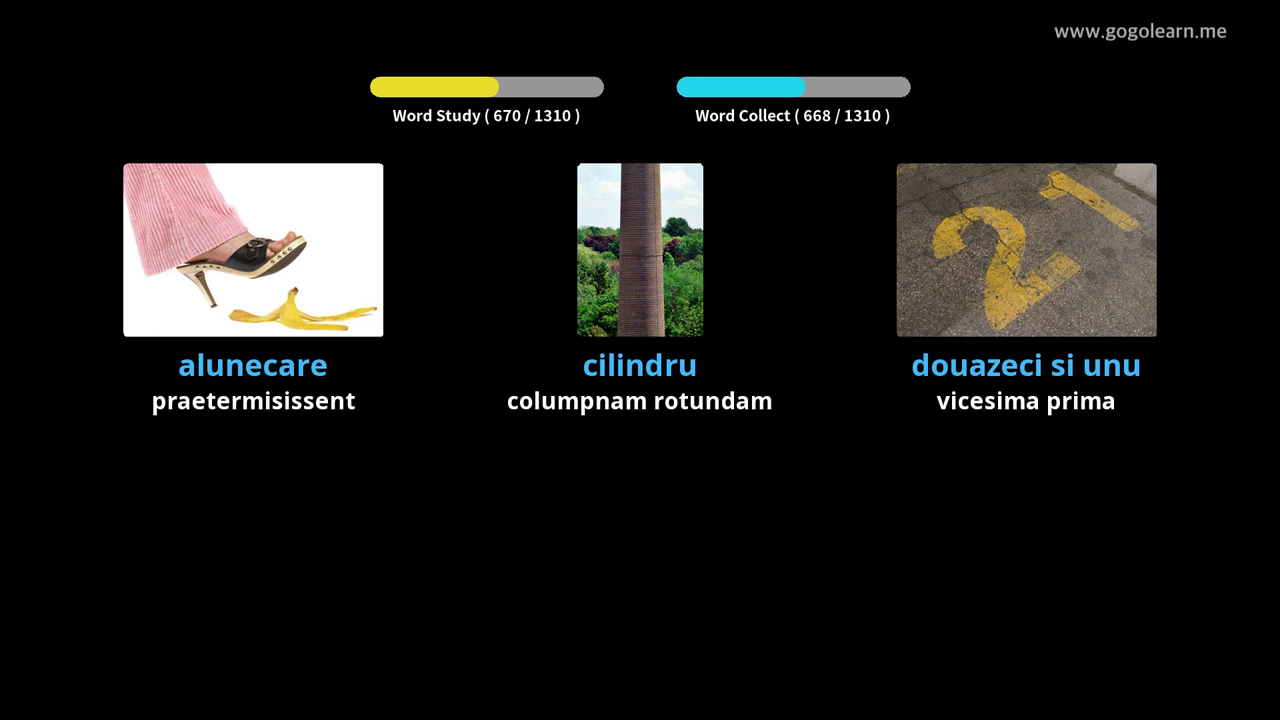 www.gogolearn.me
Word Study ( 670 / 1310 )
Word Collect ( 668 / 1310 )
21
alunecare
praetermisissent
cilindru
columpnam rotundam
douazeci si unu
vicesima prima